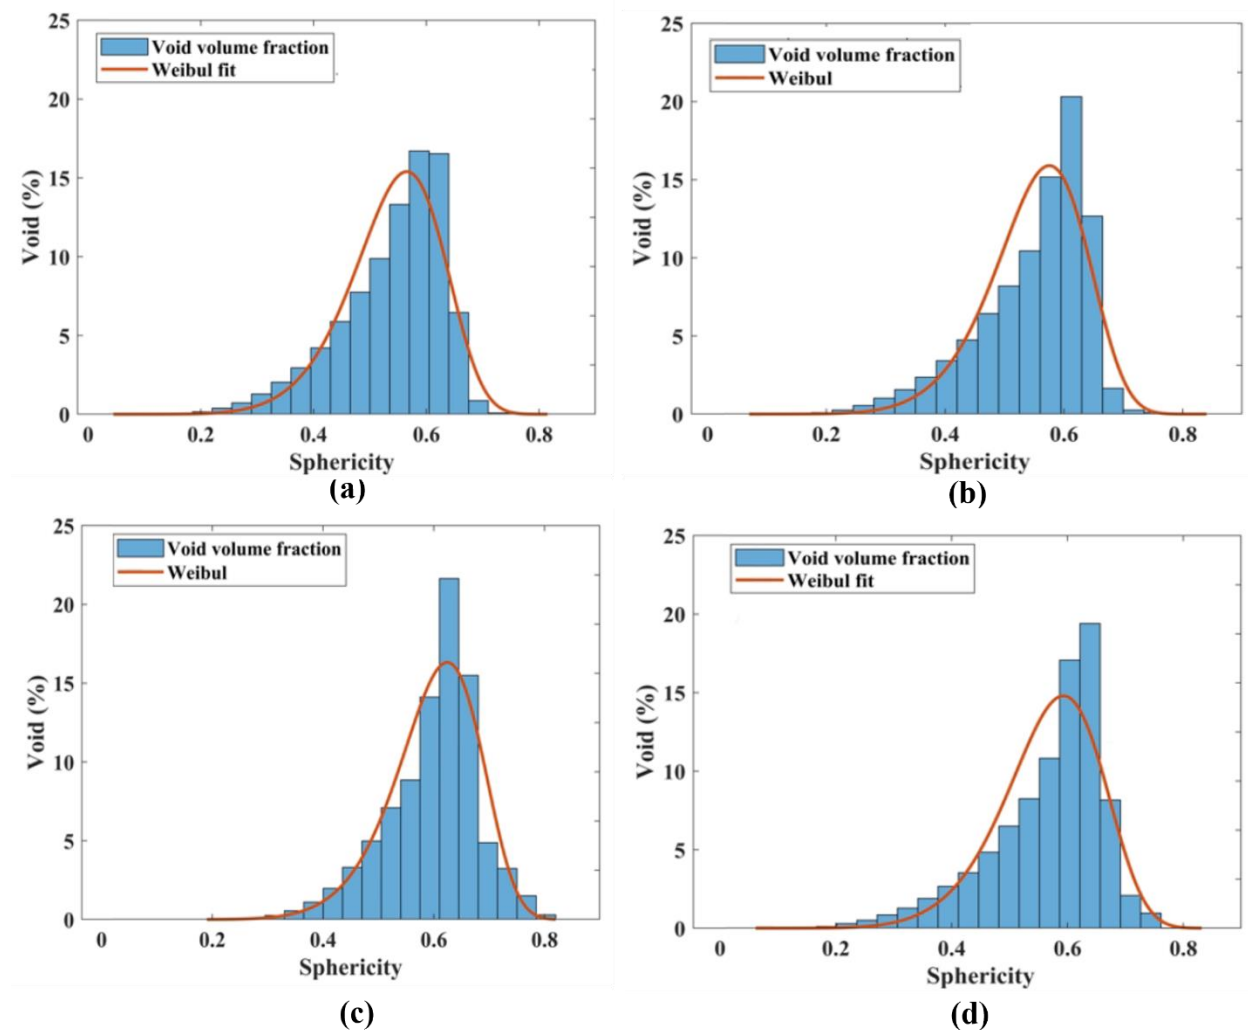 25
20
15
10
5
0
Void (%)
Void volume fraction
Weibul fit
0 0.2 0.4 0.6 0.8
Sphericity
(a)
25
20
15
10
5
0
Void (%)
Void volume fraction
Weibul
0 0.2 0.4 0.6 0.8
Sphericity
(b)
25
20
15
10
5
0
Void (%)
Void volume fraction
Weibul
0 0.2 0.4 0.6 0.8
Sphericity
(c)
25
20
15
10
5
0
Void (%)
Void volume fraction
Weibul fit
0 0.2 0.4 0.6 0.8
Sphericity
(d)